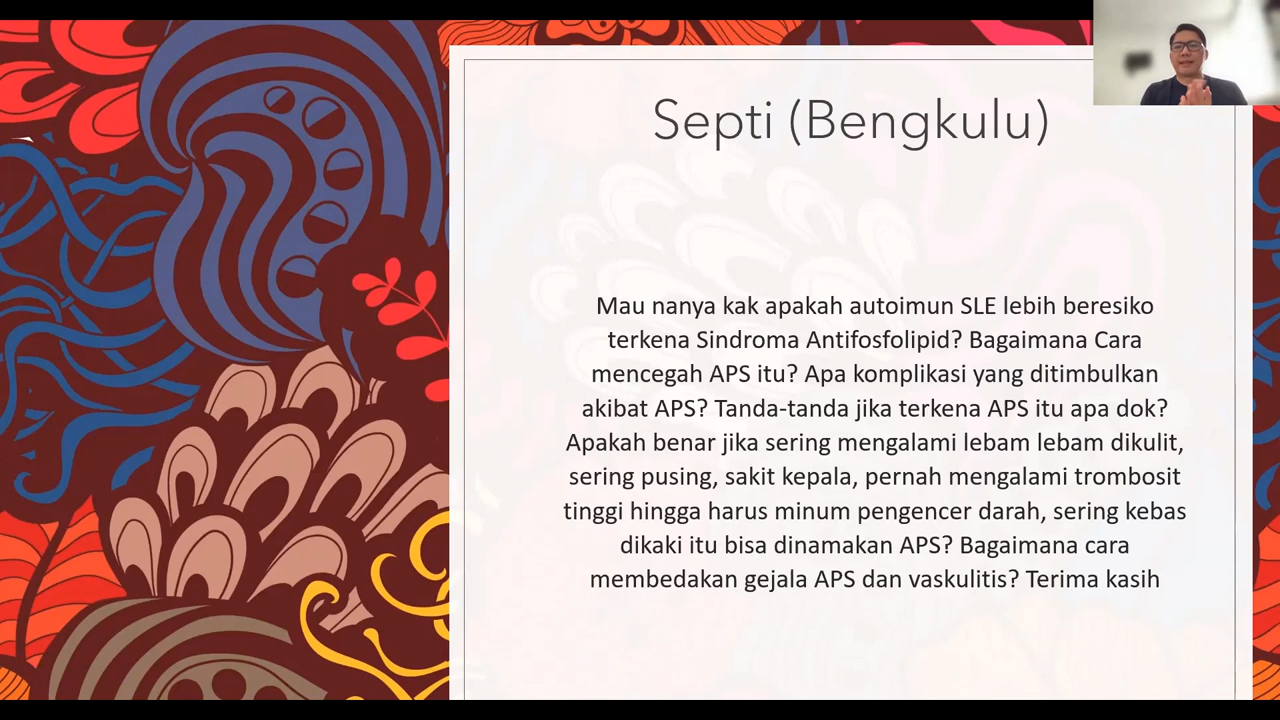 Septi (Bengkulu)
Mau nanya kak apakah autoimun SLE lebih beresiko
terkena Sindroma Antifosfolipid? Bagaimana Cara
mencegah APS itu? Apa komplikasi yang ditimbulkan
akibat APS? Tanda-tanda jika terkena APS itu apa dok?
Apakah benar jika sering mengalami lebam lebam dikulit,
sering pusing, sakit kepala, pernah mengalami trombosit
tinggi hingga harus minum pengencer darah, sering kebas
dikaki itu bisa dinamakan APS? Bagaimana cara
membedakan gejala APS dan vaskulitis? Terima kasih